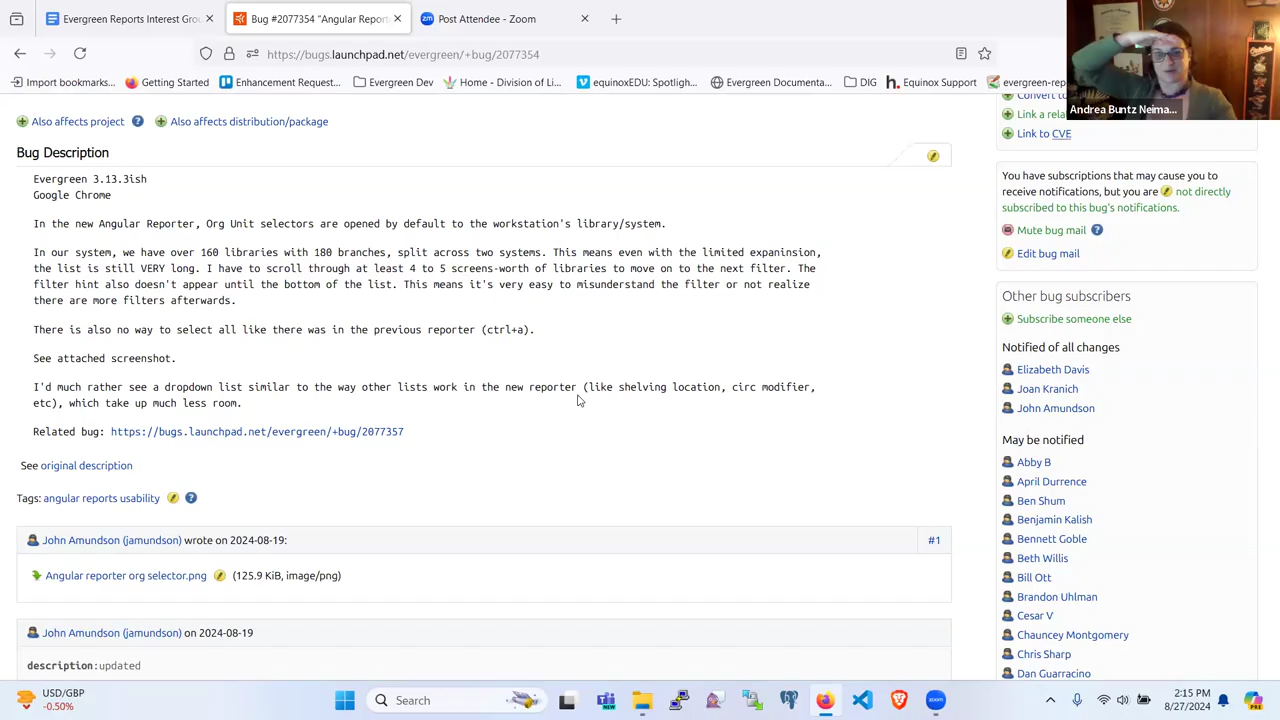 Evergreen Reports Interest Grou
Bug #2077354 "Angular Report
Post Attendee - Zoom
https://bugs.launchpad.net/evergreen/+bug/2077354
Import bookmarks...
Getting Started
Enhancement Request...
Evergreen Dev
Home - Division of Li...
equinoxEDU: Spotligh...
Evergreen Documenta...
DIG
Equinox Support
evergreen-rep
Andrea Buntz Neima...
Also affects project
Also affects distribution/package
Convert to
Link a rela
Link to CVE
Bug Description
Evergreen 3.13.3ish
Google Chrome
In the new Angular Reporter, Org Unit selectors are opened by default to the workstation's library/system.
In our system, we have over 160 libraries with 180 branches, split across two systems. This means even with the limited expaninsion,
the list is still VERY long. I have to scroll through at least 4 to 5 screens-worth of libraries to move on to the next filter. The
filter hint also doesn't appear until the bottom of the list. This means it's very easy to misunderstand the filter or not realize
there are more filters afterwards.
There is also no way to select all like there was in the previous reporter (ctrl+a).
See attached screenshot.
I'd much rather see a dropdown list similar to the way other lists work in the new reporter (like shelving location, circ modifier,
etc), which take up much less room.
Related bug: https://bugs.launchpad.net/evergreen/+bug/2077357
See original description
Tags: angular reports usability
John Amundson (jamundson) wrote on 2024-08-19:
#1
Angular reporter org selector.png (125.9 KiB, image/png)
John Amundson (jamundson) on 2024-08-19
description:updated
You have subscriptions that may cause you to
receive notifications, but you are not directly
subscribed to this bug's notifications.
Mute bug mail
Edit bug mail
Other bug subscribers
Subscribe someone else
Notified of all changes
Elizabeth Davis
Joan Kranich
John Amundson
May be notified
Abby B
April Durrence
Ben Shum
Benjamin Kalish
Bennett Goble
Beth Willis
Bill Ott
Brandon Uhlman
Cesar V
Chauncey Montgomery
Chris Sharp
Dan Guarracino
USD/GBP
-0.50%
Search
2:15 PM
8/27/2024